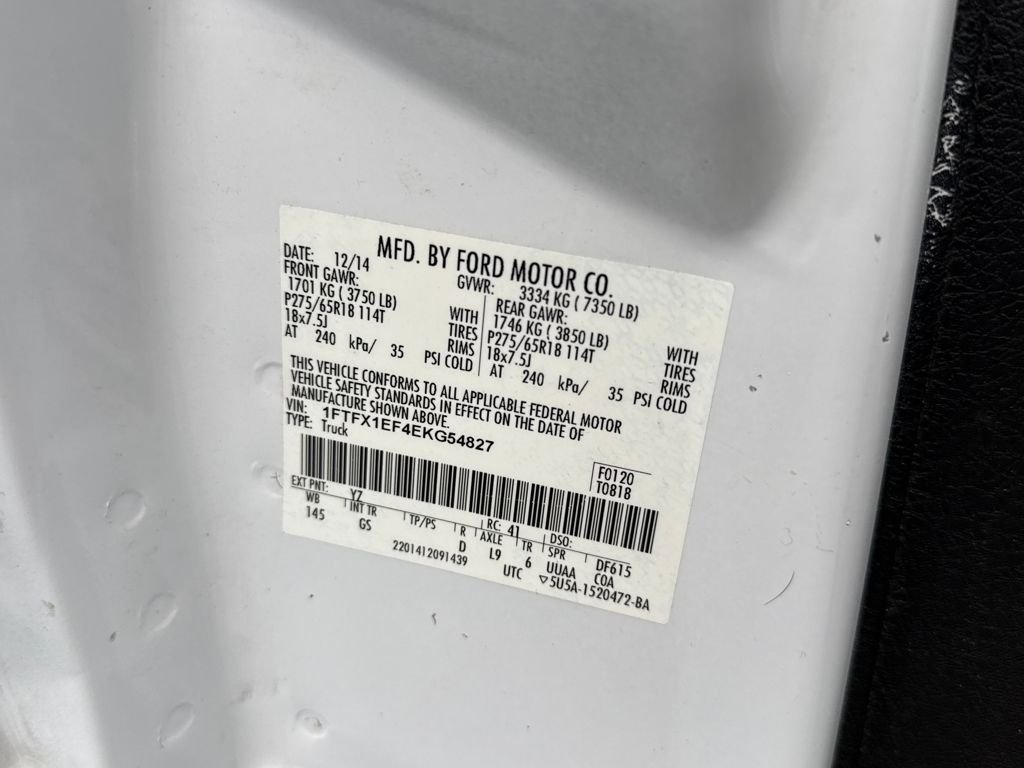 MFD. BY FORD MOTOR CO.
DATE: 12/14 GVWR: 3334 KG ( 7350 LB)
FRONT GAWR: REAR GAWR:
1701 KG ( 3750 LB) WITH 1746 KG ( 3850 LB) WITH
P275/65R18 114T TIRES P275/65R18 114T TIRES
18x7.5J RIMS 18x7.5J RIMS
AT 240 kPa/ 35 PSI COLD AT 240 kPa/ 35 PSI COLD
THIS VEHICLE CONFORMS TO ALL APPLICABLE FEDERAL MOTOR
VEHICLE SAFETY STANDARDS IN EFFECT ON THE DATE OF
MANUFACTURE SHOWN ABOVE.
VIN: 1FTFX1EF4EKG54827
TYPE: Truck
F0120
T0818
EXT PNT: Y7 RC: 41 DSO:
WB INT TR TP/PS R AXLE TR SPR DF615
145 GS D L9 6 UUAA COA
2201412091439 UTC ▽5U5A-1520472-BA